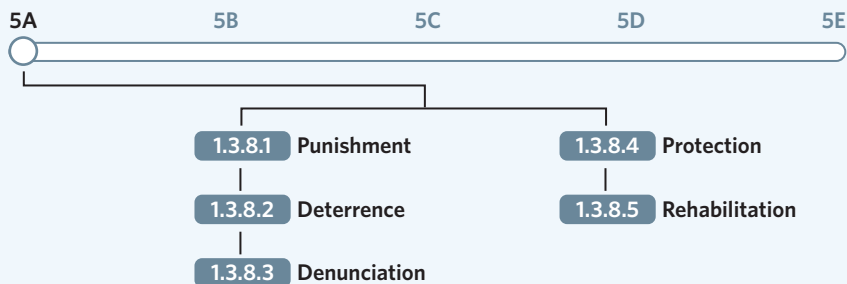 5A 5B 5C 5D 5E
1.3.8.1 Punishment
1.3.8.2 Deterrence
1.3.8.3 Denunciation
1.3.8.4 Protection
1.3.8.5 Rehabilitation